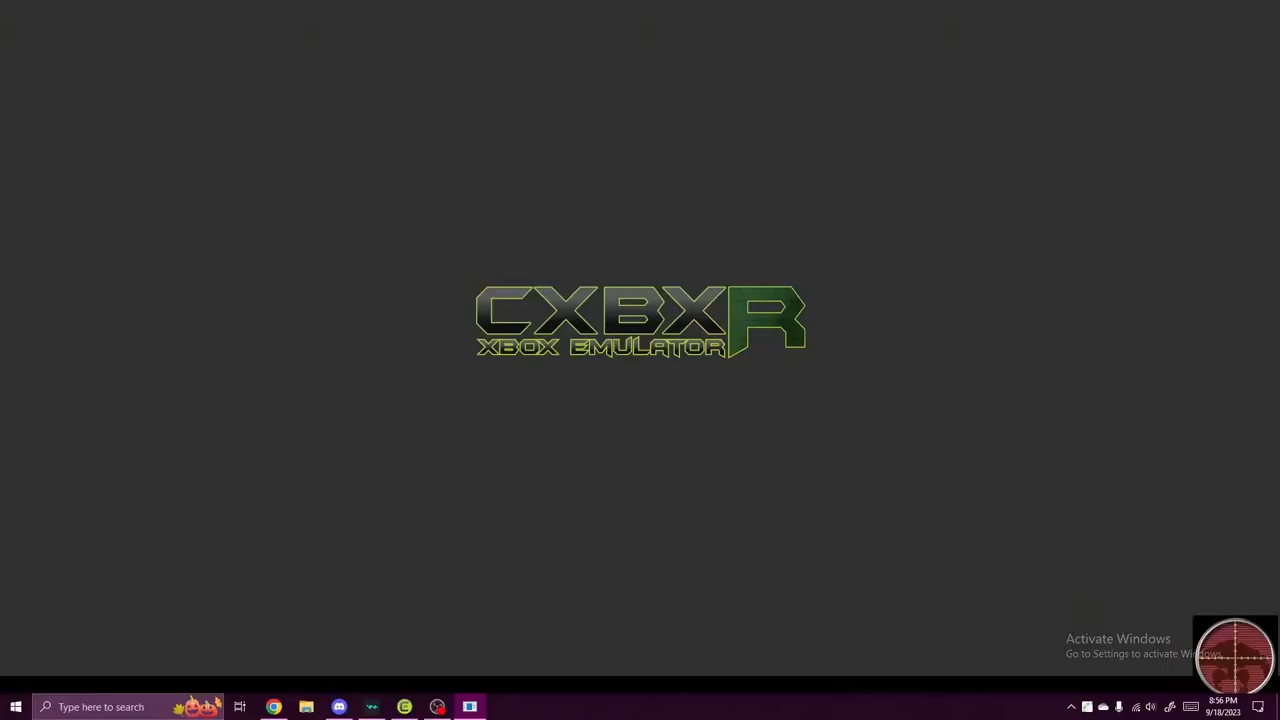 CXBXR
XBOX EMULATOR
Activate Windows
Go to Settings to activate Windows.
Type here to search
8:56 PM
9/18/2023